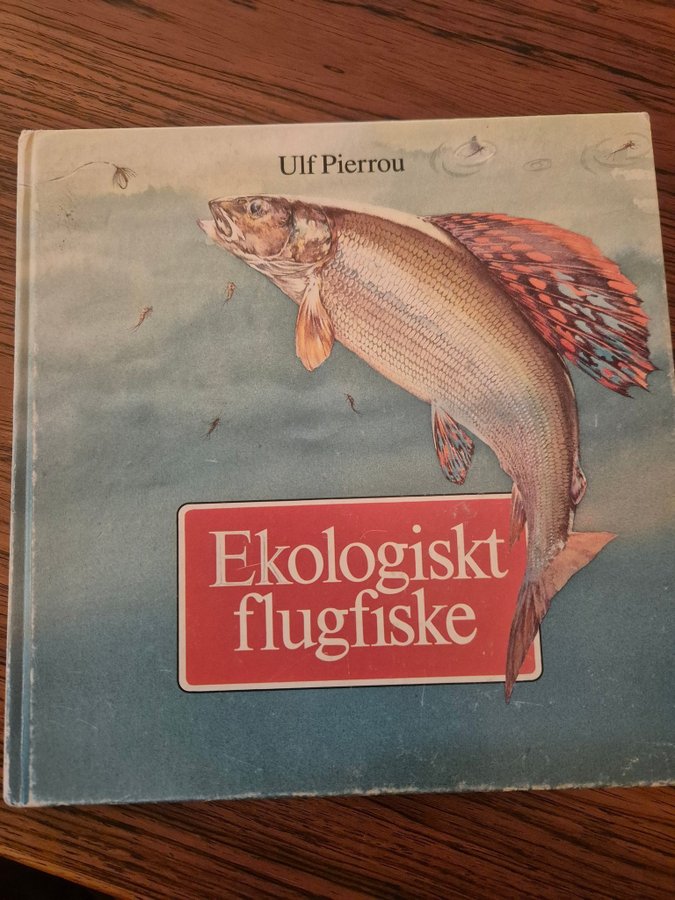 Ulf Pierrou
Ekologiskt
flugfiske